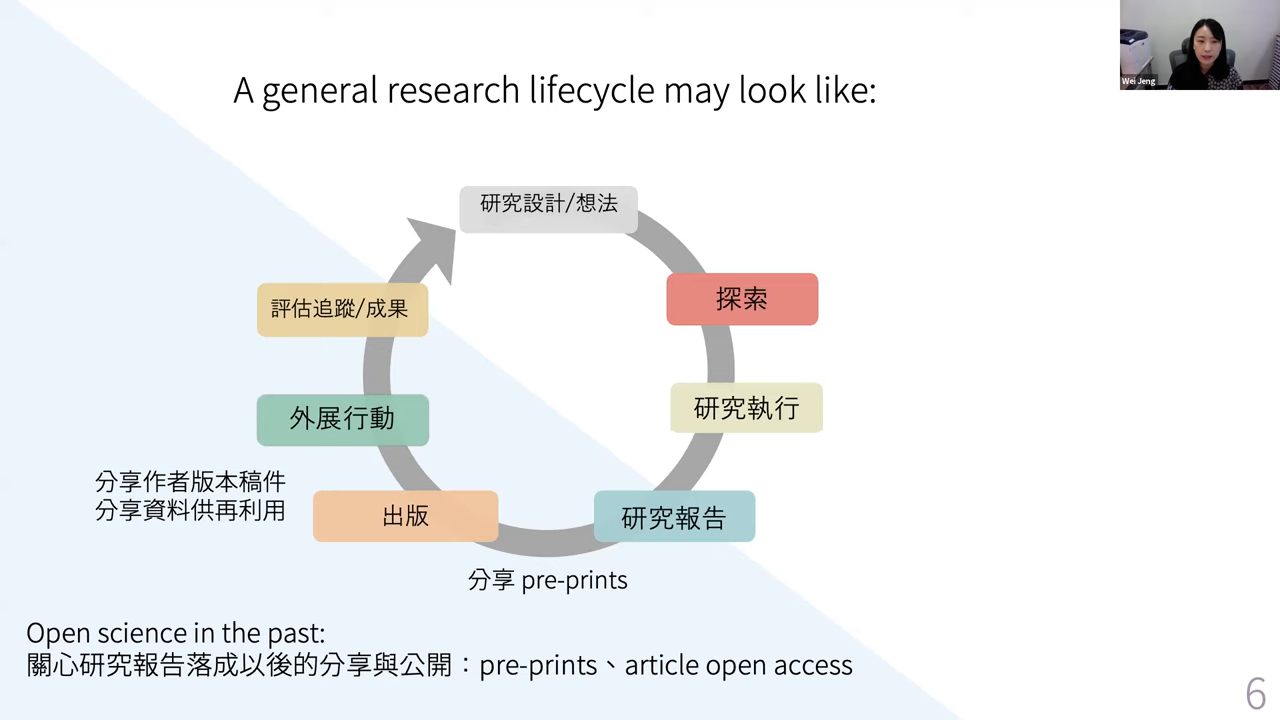 A general research lifecycle may look like:
Wei Jeng
研究設計/想法
探索
評估追蹤/成果
研究執行
外展行動
分享作者版本稿件
分享資料供再利用
出版
研究報告
分享 pre-prints
Open science in the past:
關心研究報告落成以後的分享與公開：pre-prints、article open access
6